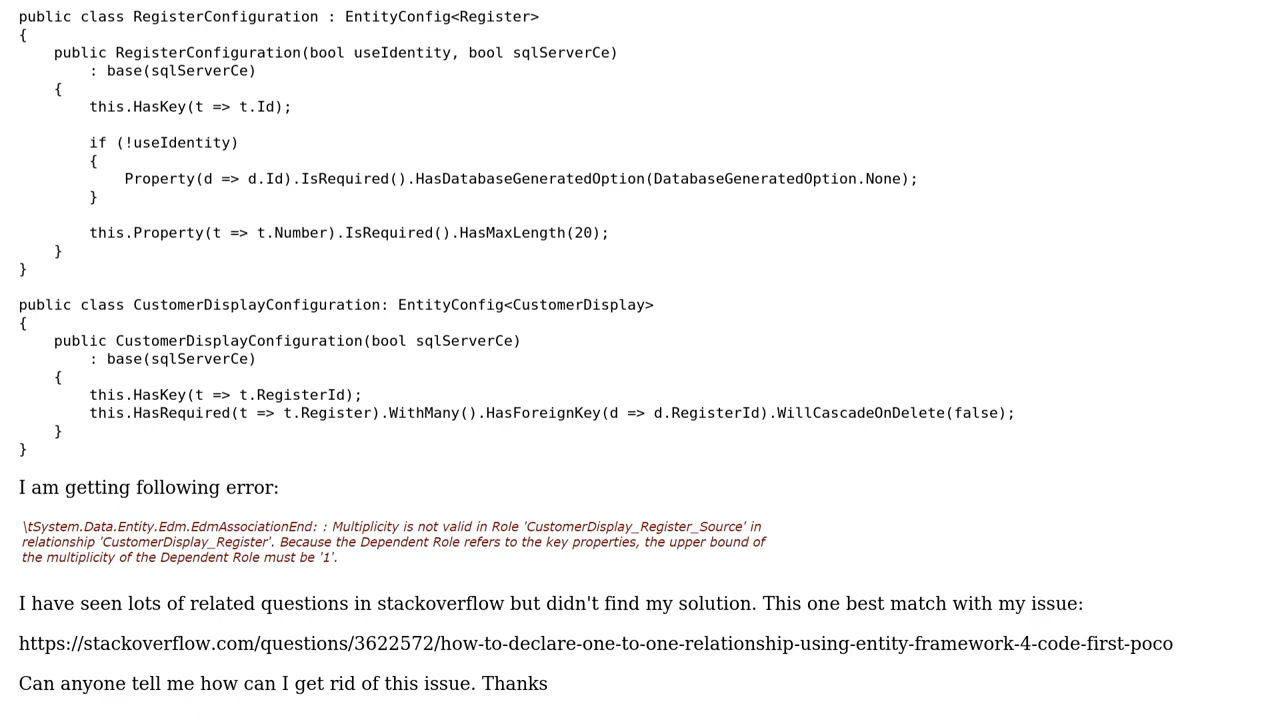 public class RegisterConfiguration : EntityConfig<Register>
{
    public RegisterConfiguration(bool useIdentity, bool sqlServerCe)
        : base(sqlServerCe)
    {
        this.HasKey(t => t.Id);

        if (!useIdentity)
        {
            Property(d => d.Id).IsRequired().HasDatabaseGeneratedOption(DatabaseGeneratedOption.None);
        }

        this.Property(t => t.Number).IsRequired().HasMaxLength(20);
    }
}

public class CustomerDisplayConfiguration: EntityConfig<CustomerDisplay>
{
    public CustomerDisplayConfiguration(bool sqlServerCe)
        : base(sqlServerCe)
    {
        this.HasKey(t => t.RegisterId);
        this.HasRequired(t => t.Register).WithMany().HasForeignKey(d => d.RegisterId).WillCascadeOnDelete(false);
    }
}
I am getting following error:
\tSystem.Data.Entity.Edm.EdmAssociationEnd: : Multiplicity is not valid in Role 'CustomerDisplay_Register_Source' in
relationship 'CustomerDisplay_Register'. Because the Dependent Role refers to the key properties, the upper bound of
the multiplicity of the Dependent Role must be '1'.
I have seen lots of related questions in stackoverflow but didn't find my solution. This one best match with my issue:
https://stackoverflow.com/questions/3622572/how-to-declare-one-to-one-relationship-using-entity-framework-4-code-first-poco
Can anyone tell me how can I get rid of this issue. Thanks